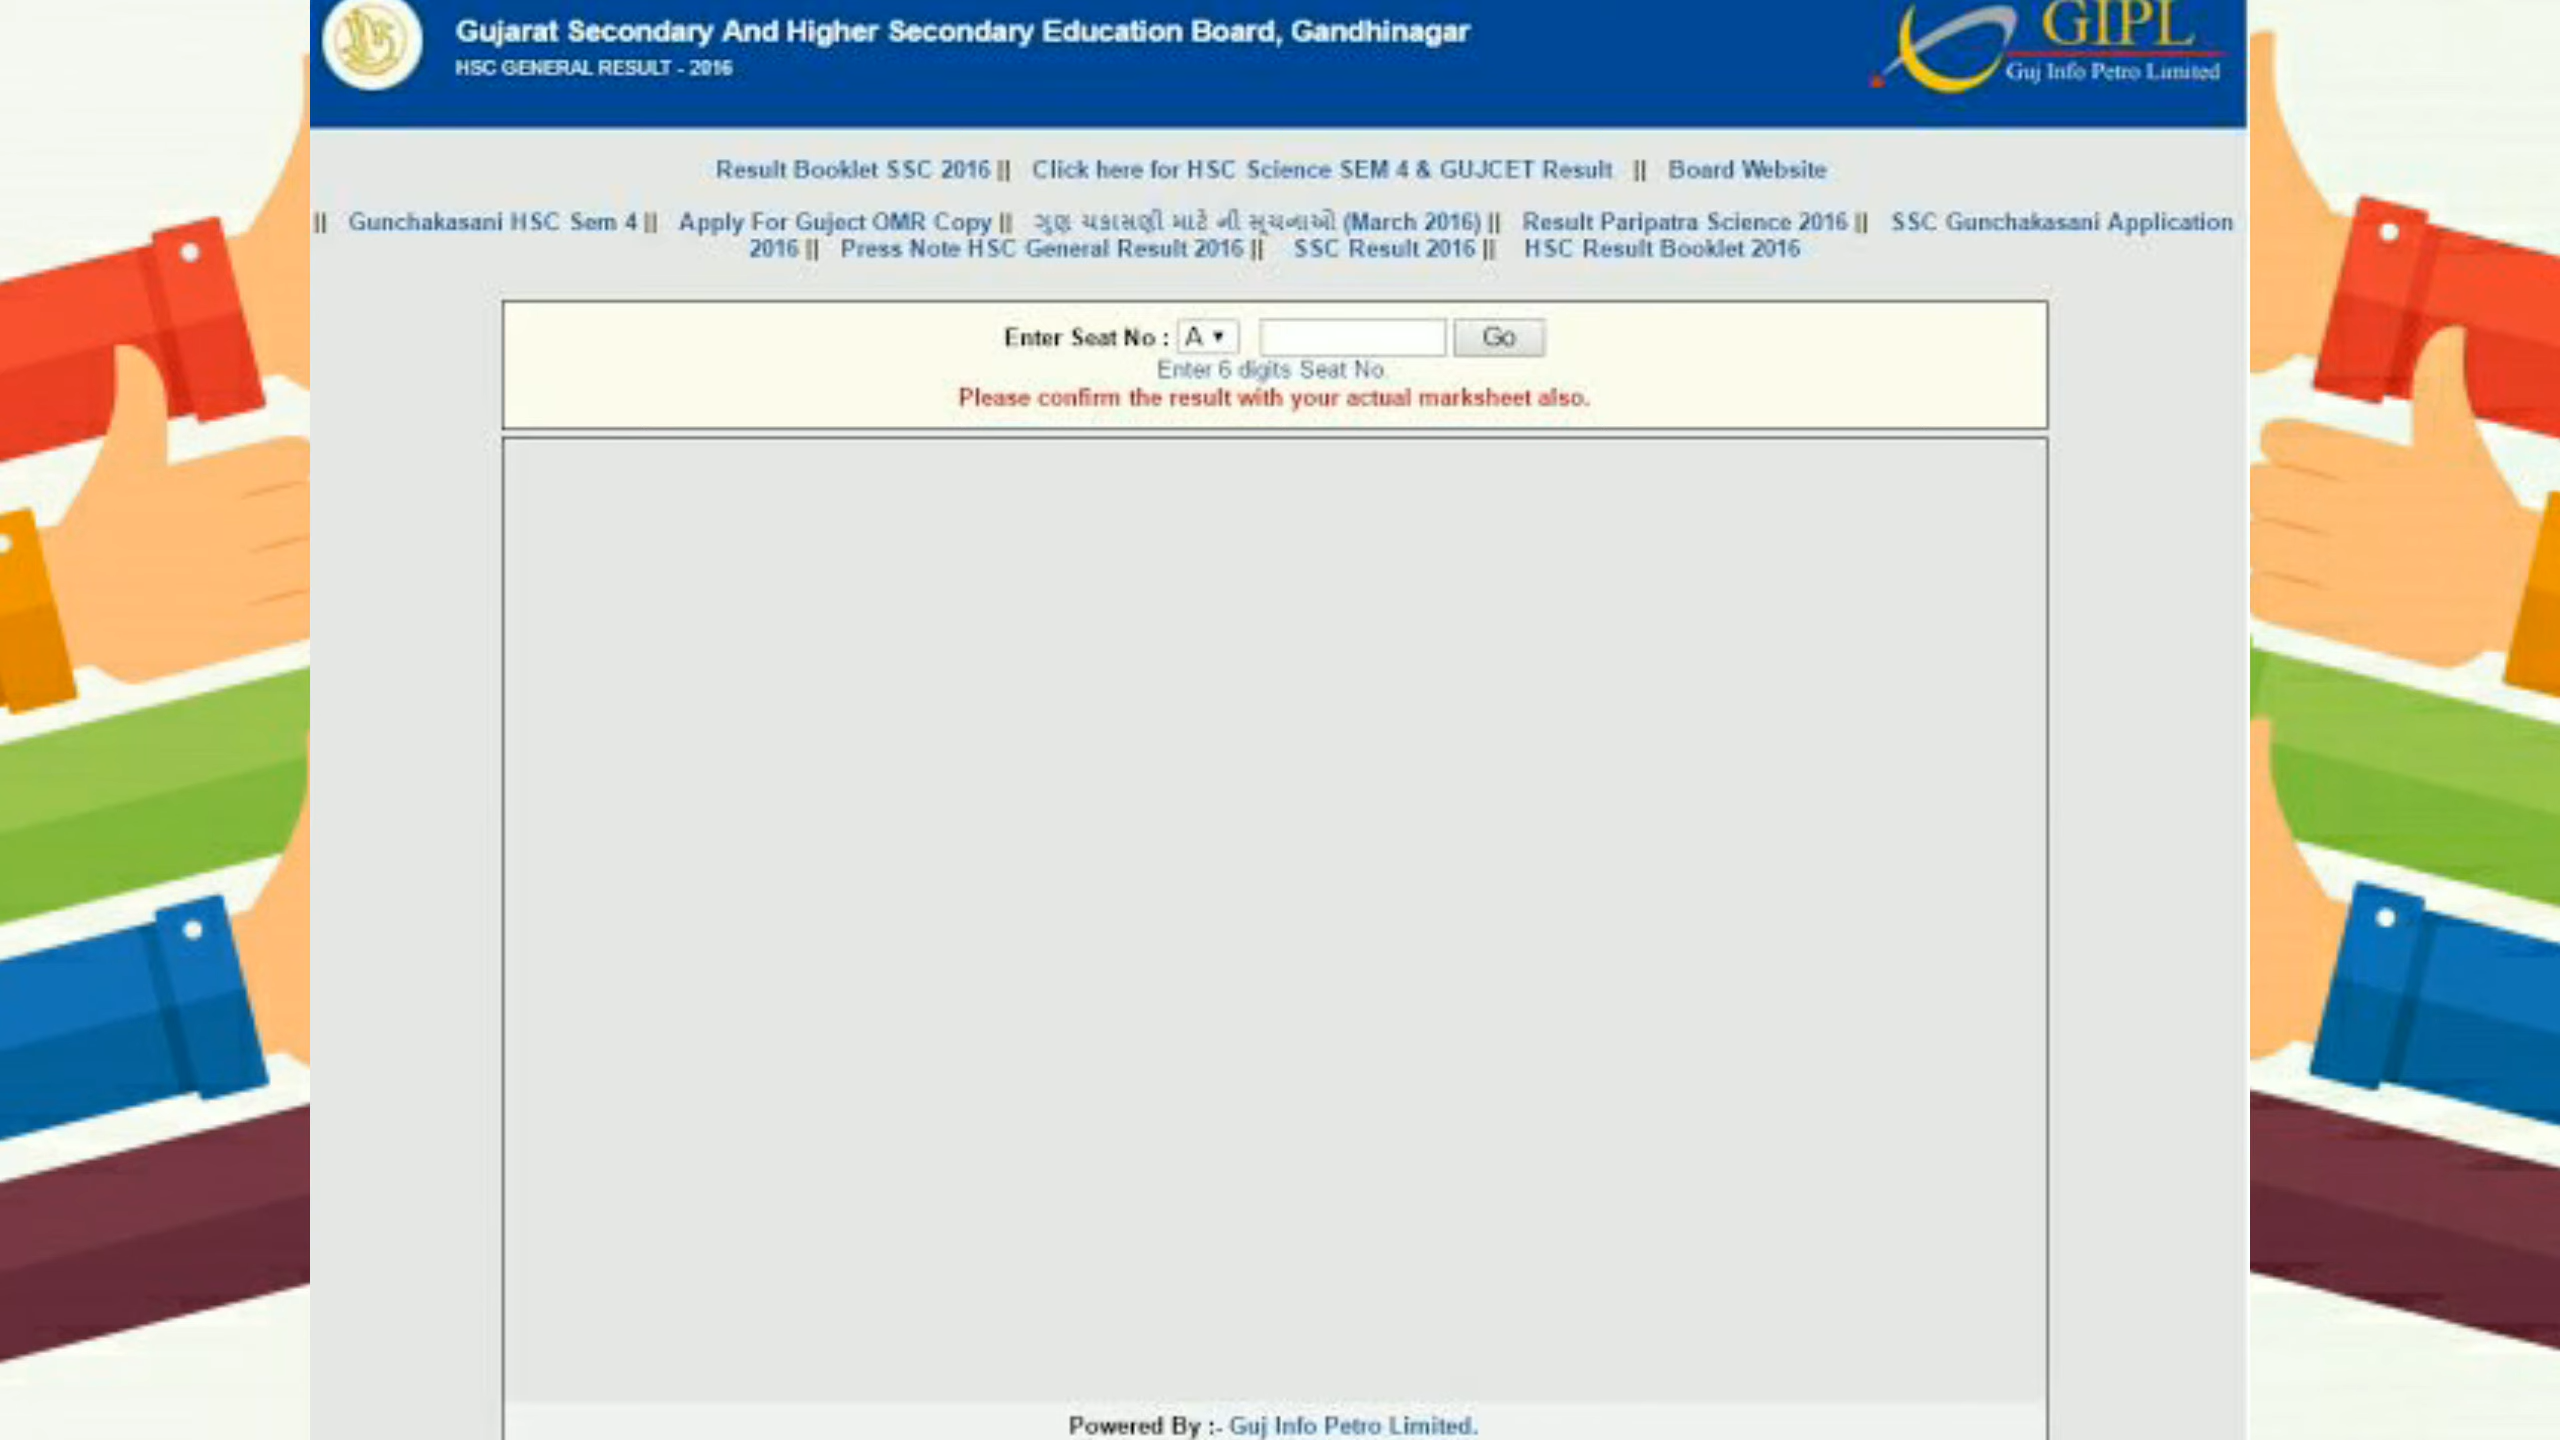 Gujarat Secondary And Higher Secondary Education Board, Gandhinagar
HSC GENERAL RESULT - 2016
GIPL
Guj Info Petro Limited
Result Booklet SSC 2016 || Click here for HSC Science SEM 4 & GUJCET Result || Board Website
|| Gunchakasani HSC Sem 4 || Apply For Guject OMR Copy || ગુણ ચકાસણી માટે ની સૂચનાઓ (March 2016) || Result Paripatra Science 2016 || SSC Gunchakasani Application
2016 || Press Note HSC General Result 2016 || SSC Result 2016 || HSC Result Booklet 2016
Enter Seat No : A Go
Enter 6 digits Seat No.
Please confirm the result with your actual marksheet also.
Powered By :- Guj Info Petro Limited.